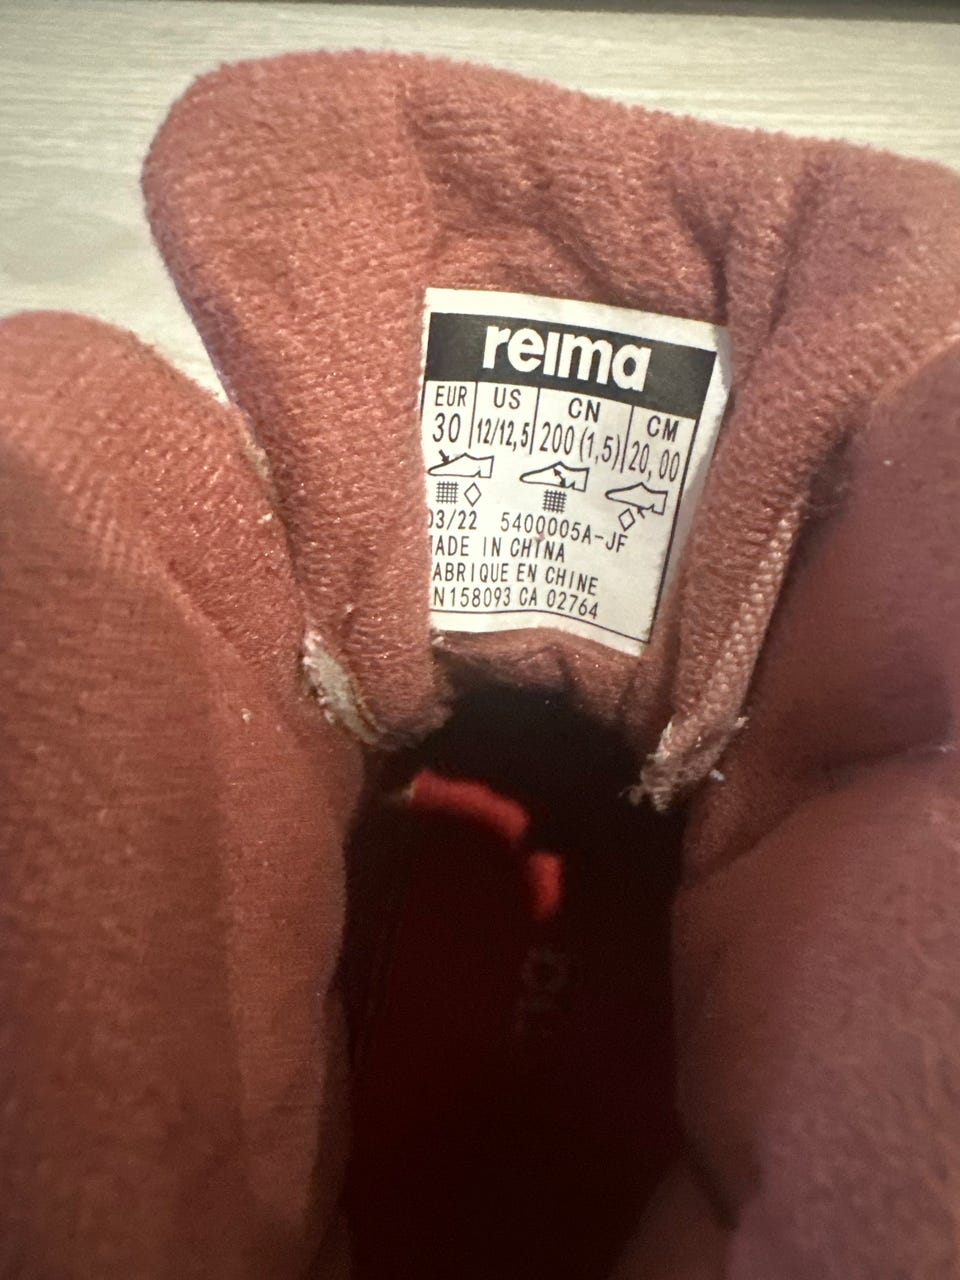 reima
EUR US CN CM
30 12/12,5 200(1,5) 20,00
03/22 5400005A-JF
MADE IN CHINA
FABRIQUE EN CHINE
N158093 CA 02764